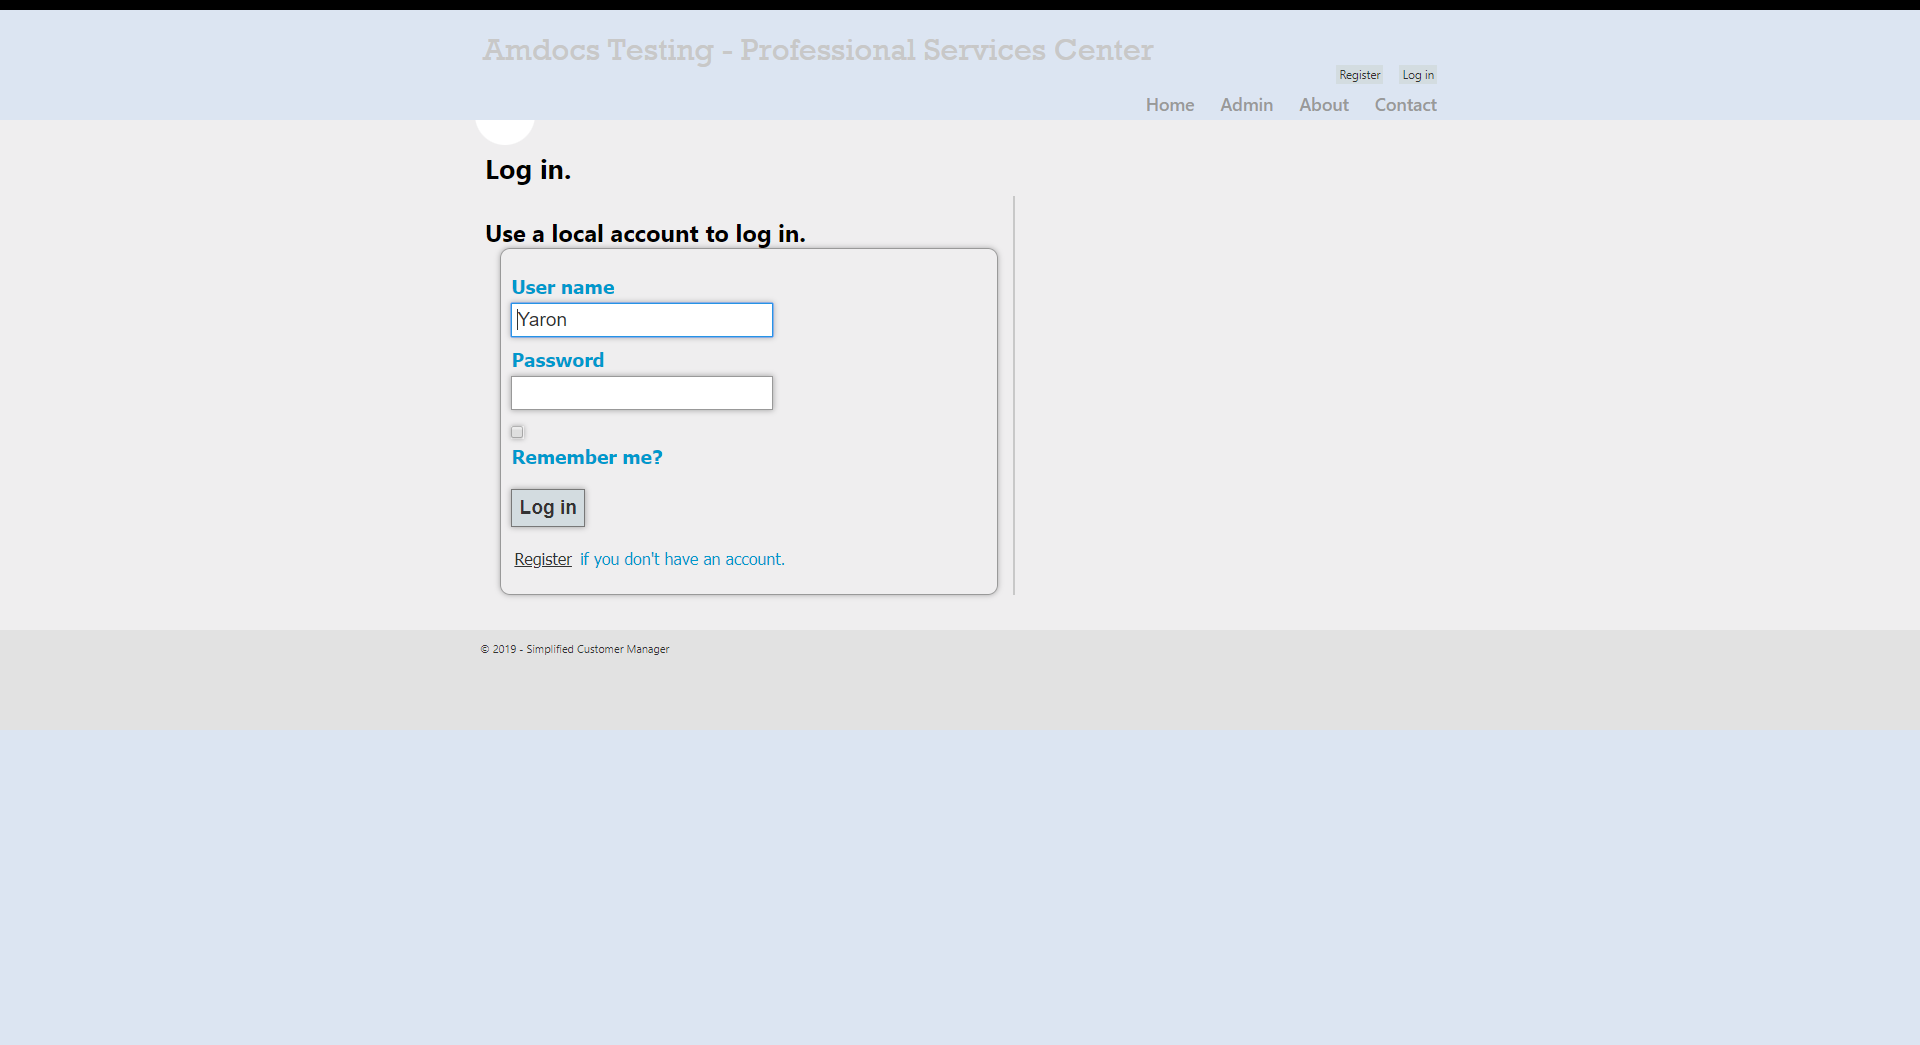 Amdocs Testing - Professional Services Center
Register Log in
Home Admin About Contact
Log in.
Use a local account to log in.
User name
Yaron
Password
Remember me?
Log in
Register if you don't have an account.
© 2019 - Simplified Customer Manager